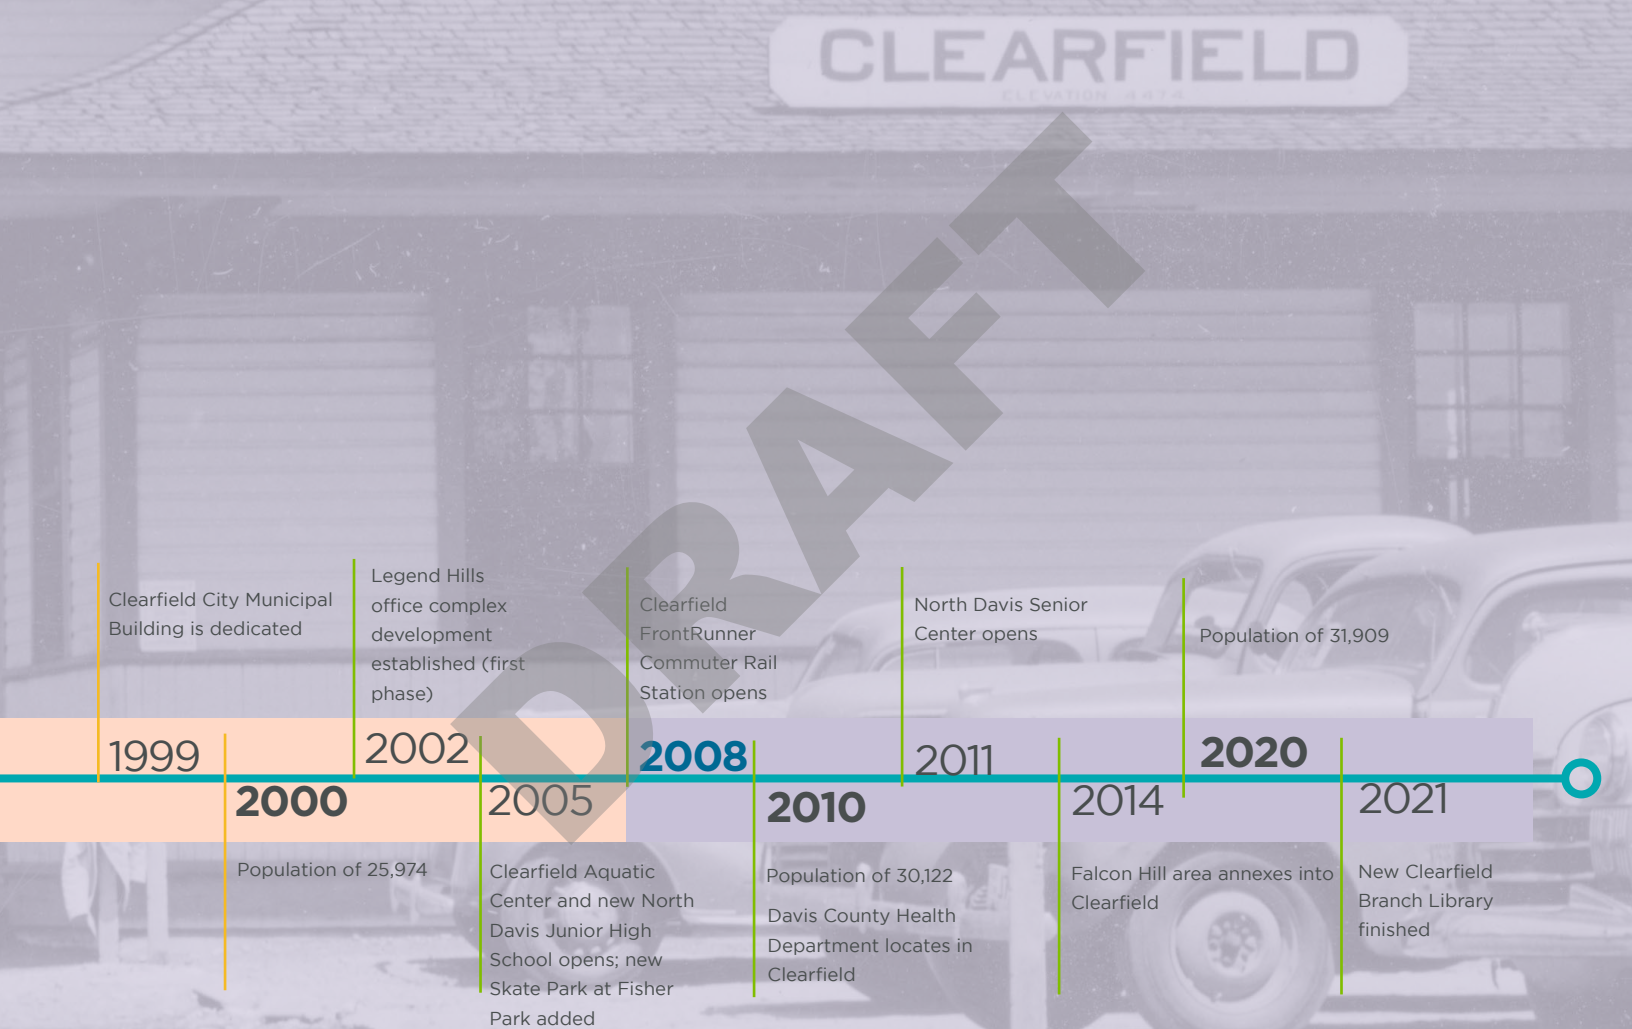 CLEARFIELD
ELEVATION 4474
DRAFT
Clearfield City Municipal
Building is dedicated
1999
2000
Population of 25,974
Legend Hills
office complex
development
established (first
phase)
2002
2005
Clearfield Aquatic
Center and new North
Davis Junior High
School opens; new
Skate Park at Fisher
Park added
Clearfield
FrontRunner
Commuter Rail
Station opens
2008
2010
Population of 30,122
Davis County Health
Department locates in
Clearfield
North Davis Senior
Center opens
2011
2014
Falcon Hill area annexes into
Clearfield
Population of 31,909
2020
2021
New Clearfield
Branch Library
finished